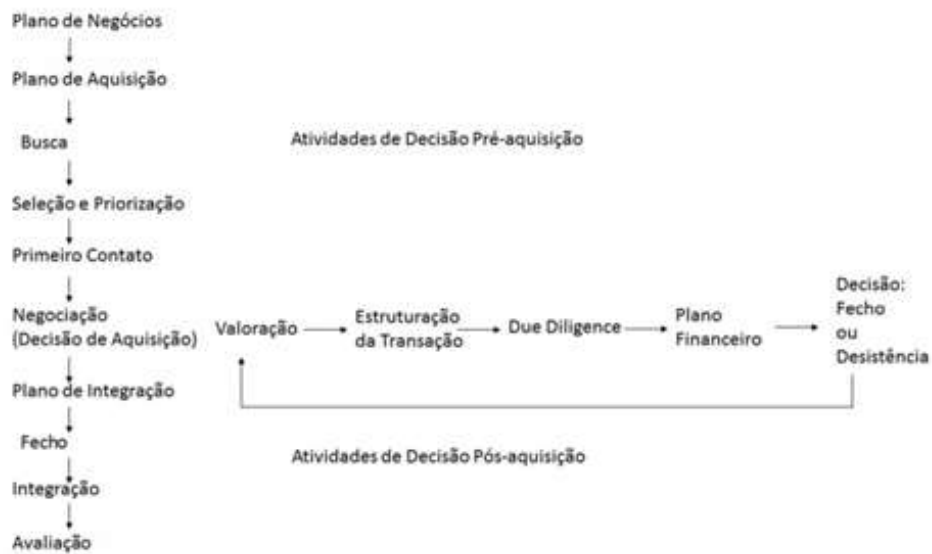 Plano de Negócios
Plano de Aquisição
Busca
Atividades de Decisão Pré-aquisição
Seleção e Priorização
Primeiro Contato
Negociação
(Decisão de Aquisição)
Valoração
Estruturação
da Transação
Due Diligence
Plano
Financeiro
Decisão:
Fecho
ou
Desistência
Plano de Integração
Fecho
Atividades de Decisão Pós-aquisição
Integração
Avaliação